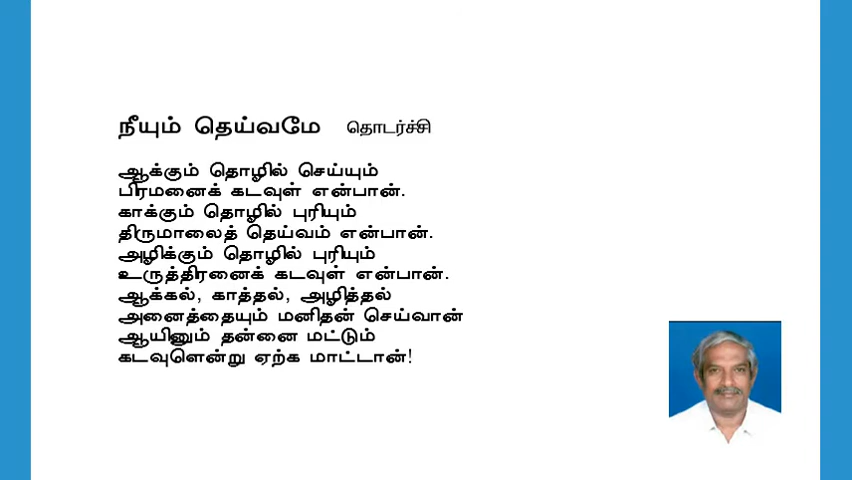 நீயும் தெய்வமே தொடர்ச்சி
ஆக்கும் தொழில் செய்யும்
பிரமனைக் கடவுள் என்பான்.
காக்கும் தொழில் புரியும்
திருமாலைத் தெய்வம் என்பான்.
அழிக்கும் தொழில் புரியும்
உருத்திரனைக் கடவுள் என்பான்.
ஆக்கல், காத்தல், அழித்தல்
அனைத்தையும் மனிதன் செய்வான்
ஆயினும் தன்னை மட்டும்
கடவுளென்று ஏற்க மாட்டான்!